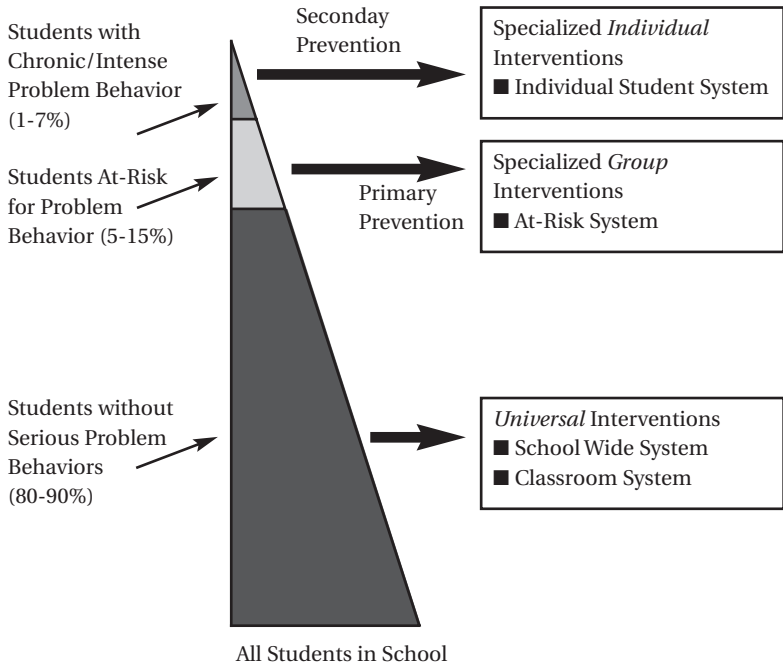 Students with
Chronic/Intense
Problem Behavior
(1-7%)
Seconday
Prevention
Specialized Individual
Interventions
■ Individual Student System
Students At-Risk
for Problem
Behavior (5-15%)
Primary
Prevention
Specialized Group
Interventions
■ At-Risk System
Students without
Serious Problem
Behaviors
(80-90%)
Universal Interventions
■ School Wide System
■ Classroom System
All Students in School